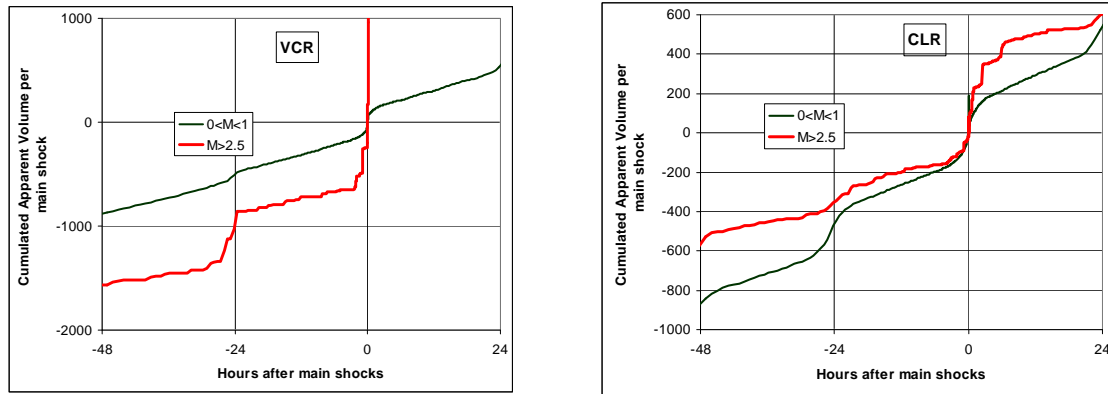 VCR
Cumulated Apparent Volume per
main shock
1000
0
-1000
-2000
0<M<1
M>2.5
-48
-24
0
24
Hours after main shocks
CLR
Cumulated Apparent Volume per
main shock
600
400
200
0
-200
-400
-600
-800
-1000
0<M<1
M>2.5
-48
-24
0
24
Hours after main shocks